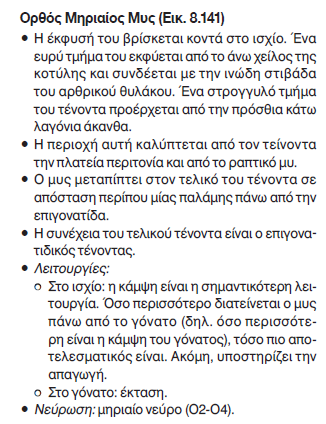 Ορθός Μηριαίος Μυς (Εικ. 8.141)
● Η έκφυσή του βρίσκεται κοντά στο ισχίο. Ένα
ευρύ τμήμα του εκφύεται από το άνω χείλος της
κοτύλης και συνδέεται με την ινώδη στιβάδα
του αρθρικού θυλάκου. Ένα στρογγυλό τμήμα
του τένοντα προέρχεται από την πρόσθια κάτω
λαγόνια άκανθα.
● Η περιοχή αυτή καλύπτεται από τον τείνοντα
την πλατεία περιτονία και από το ραπτικό μυ.
● Ο μυς μεταπίπτει στον τελικό του τένοντα σε
απόσταση περίπου μίας παλάμης πάνω από την
επιγονατίδα.
● Η συνέχεια του τελικού τένοντα είναι ο επιγονα-
τιδικός τένοντας.
● Λειτουργίες:
○ Στο ισχίο: η κάμψη είναι η σημαντικότερη λει-
τουργία. Όσο περισσότερο διατείνεται ο μυς
πάνω από το γόνατο (δηλ. όσο περισσότε-
ρη είναι η κάμψη του γόνατος), τόσο πιο απο-
τελεσματικός είναι. Ακόμη, υποστηρίζει την
απαγωγή.
○ Στο γόνατο: έκταση.
● Νεύρωση: μηριαίο νεύρο (Ο2-Ο4).